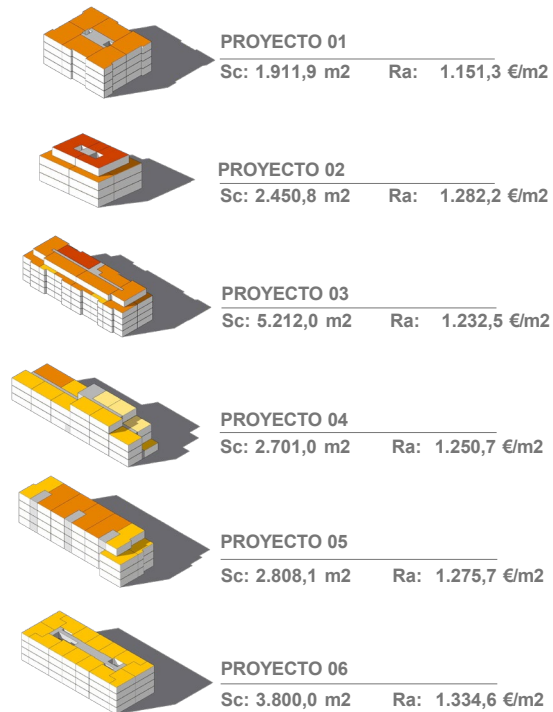 PROYECTO 01
Sc: 1.911,9 m2 Ra: 1.151,3 €/m2
PROYECTO 02
Sc: 2.450,8 m2 Ra: 1.282,2 €/m2
PROYECTO 03
Sc: 5.212,0 m2 Ra: 1.232,5 €/m2
PROYECTO 04
Sc: 2.701,0 m2 Ra: 1.250,7 €/m2
PROYECTO 05
Sc: 2.808,1 m2 Ra: 1.275,7 €/m2
PROYECTO 06
Sc: 3.800,0 m2 Ra: 1.334,6 €/m2